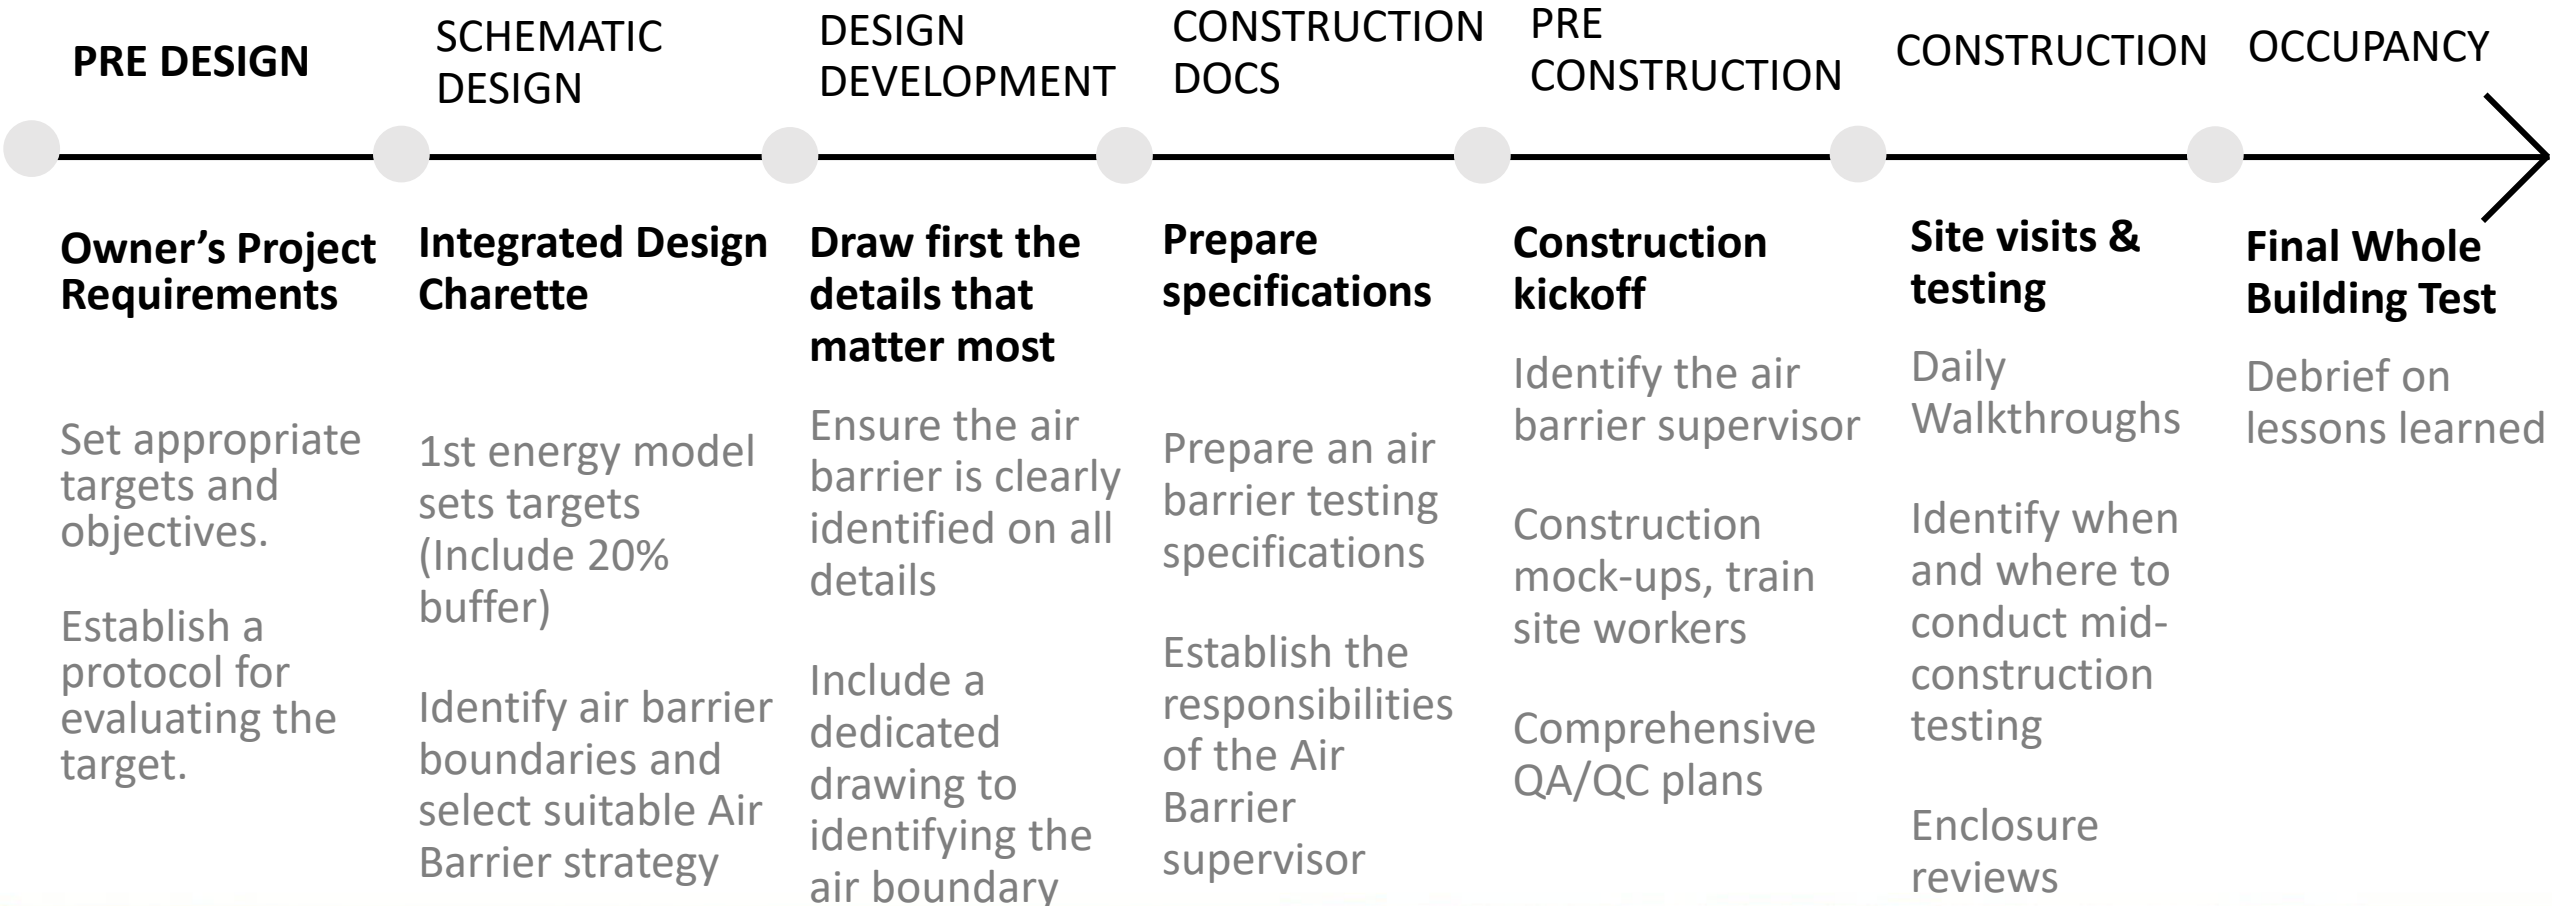 PRE DESIGN
SCHEMATIC
DESIGN
DESIGN
DEVELOPMENT
CONSTRUCTION
DOCS
PRE
CONSTRUCTION
CONSTRUCTION
OCCUPANCY
Owner’s Project
Requirements
Set appropriate
targets and
objectives.
Establish a
protocol for
evaluating the
target.
Integrated Design
Charette
1st energy model
sets targets
(Include 20%
buffer)
Identify air barrier
boundaries and
select suitable Air
Barrier strategy
Draw first the
details that
matter most
Ensure the air
barrier is clearly
identified on all
details
Include a
dedicated
drawing to
identifying the
air boundary
Prepare
specifications
Prepare an air
barrier testing
specifications
Establish the
responsibilities
of the Air
Barrier
supervisor
Construction
kickoff
Identify the air
barrier supervisor
Construction
mock-ups, train
site workers
Comprehensive
QA/QC plans
Site visits &
testing
Daily
Walkthroughs
Identify when
and where to
conduct mid-
construction
testing
Enclosure
reviews
Final Whole
Building Test
Debrief on
lessons learned